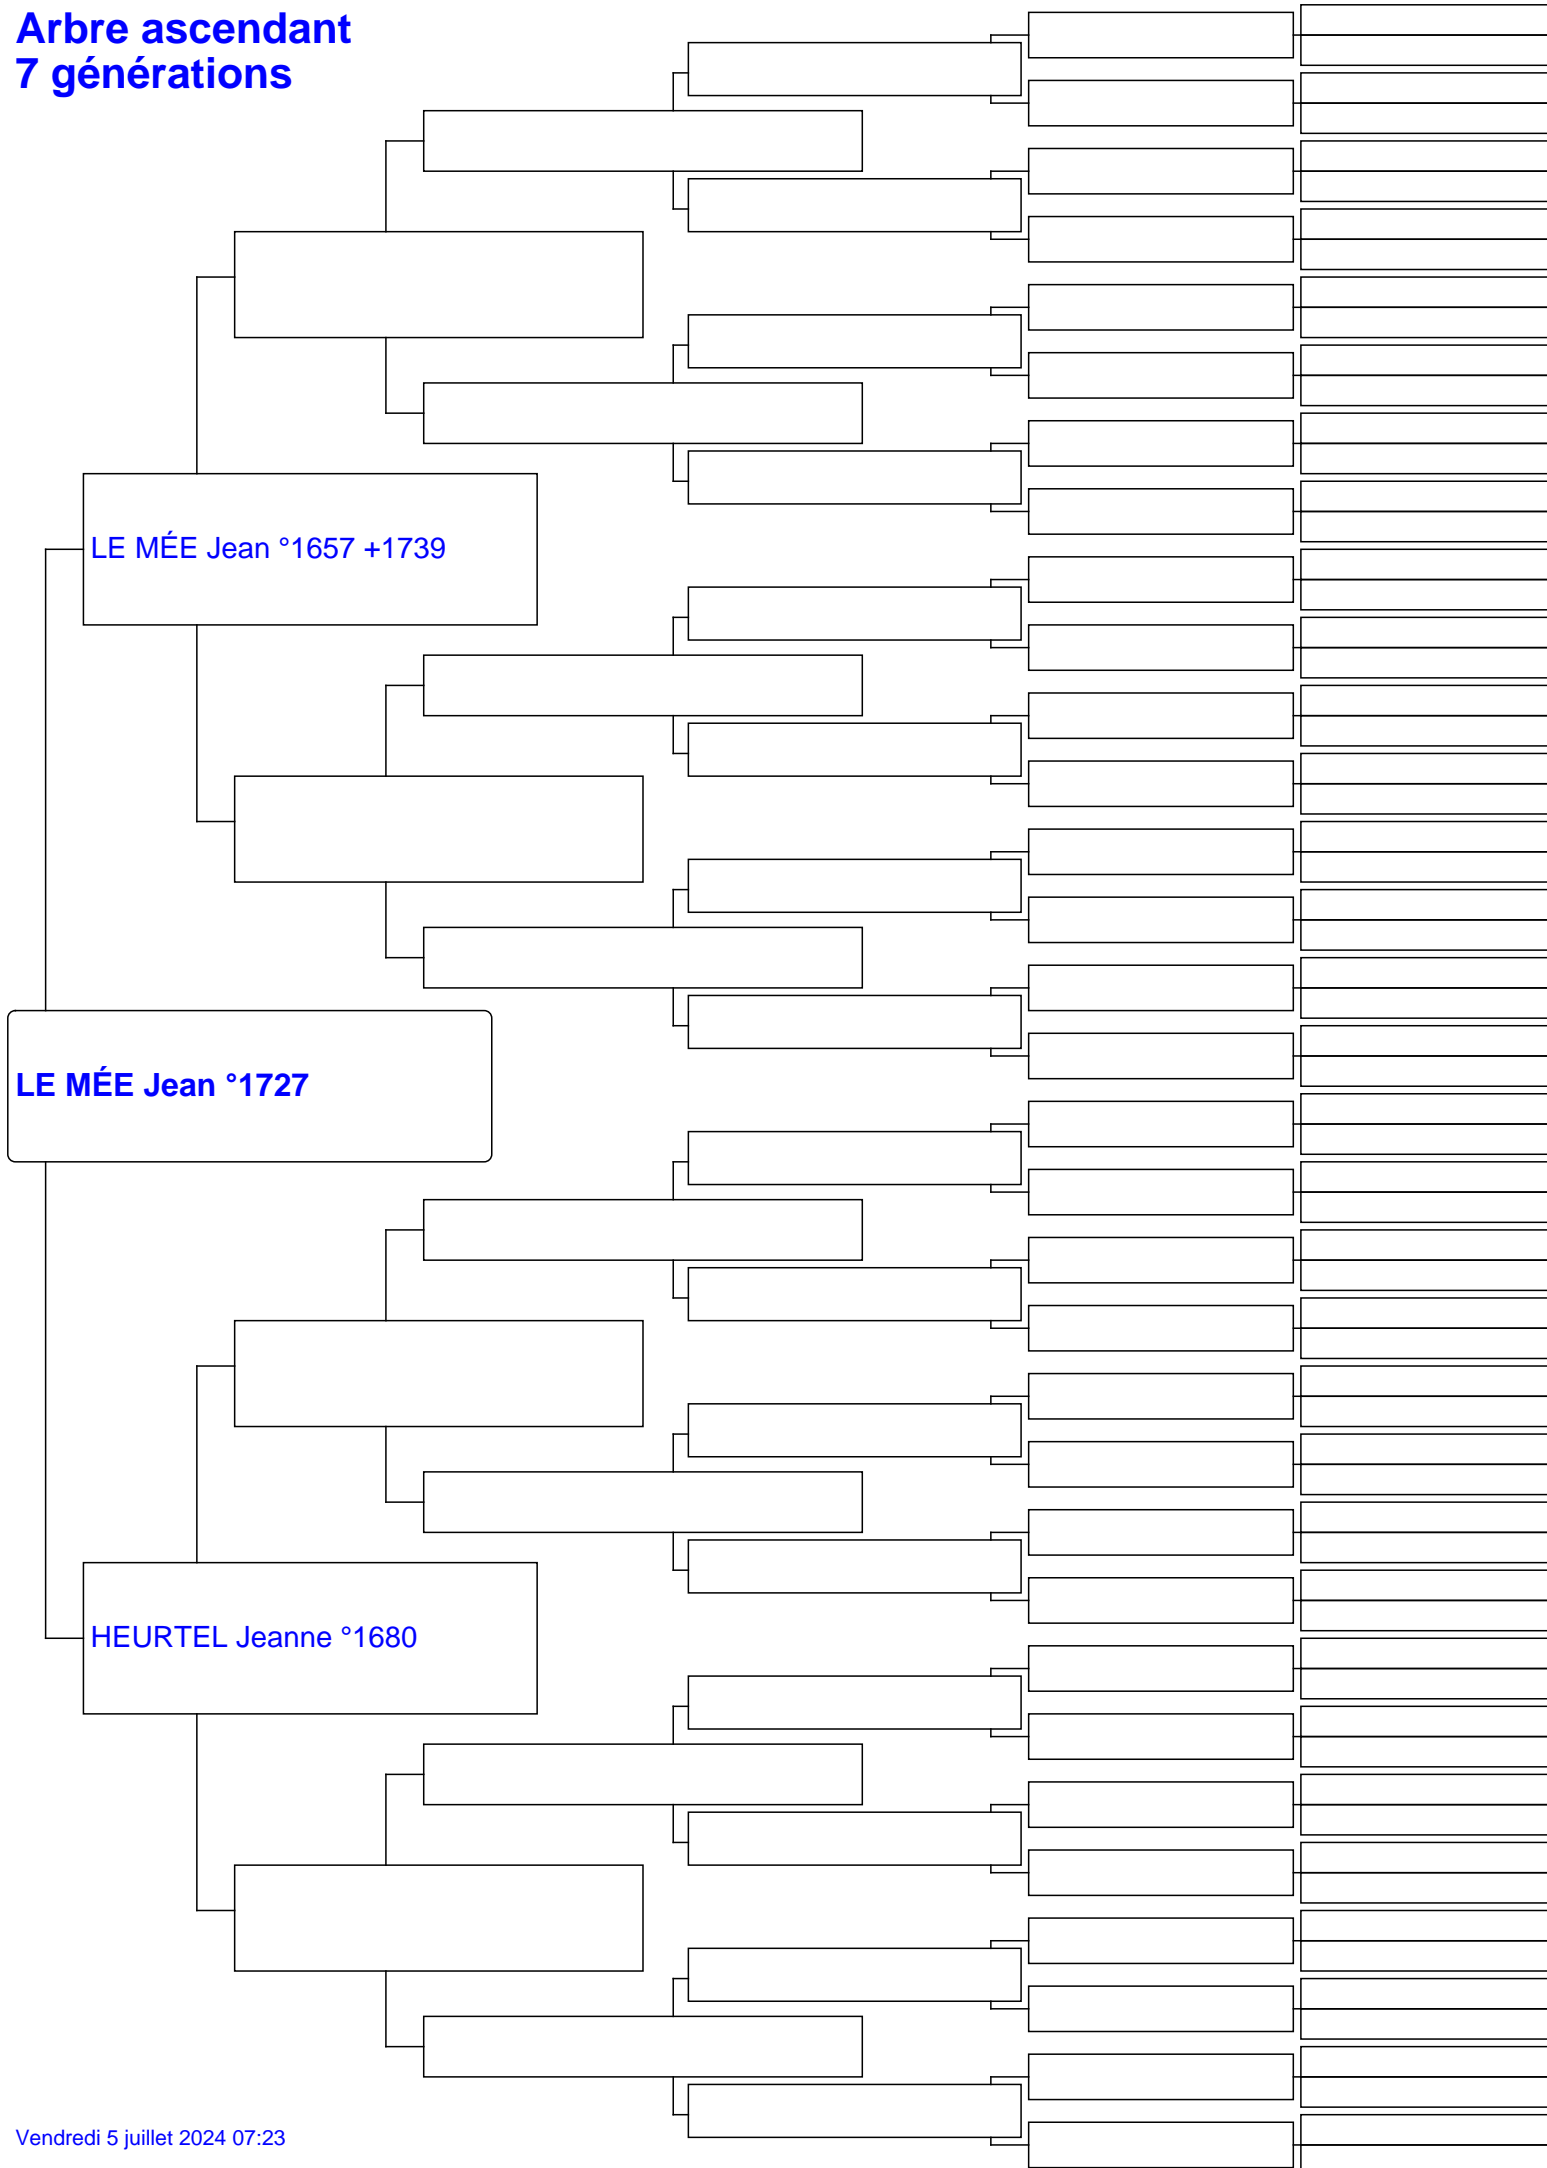 Arbre ascendant
7 générations
LE MÉE Jean °1657 +1739
LE MÉE Jean °1727
HEURTEL Jeanne °1680
Vendredi 5 juillet 2024 07:23